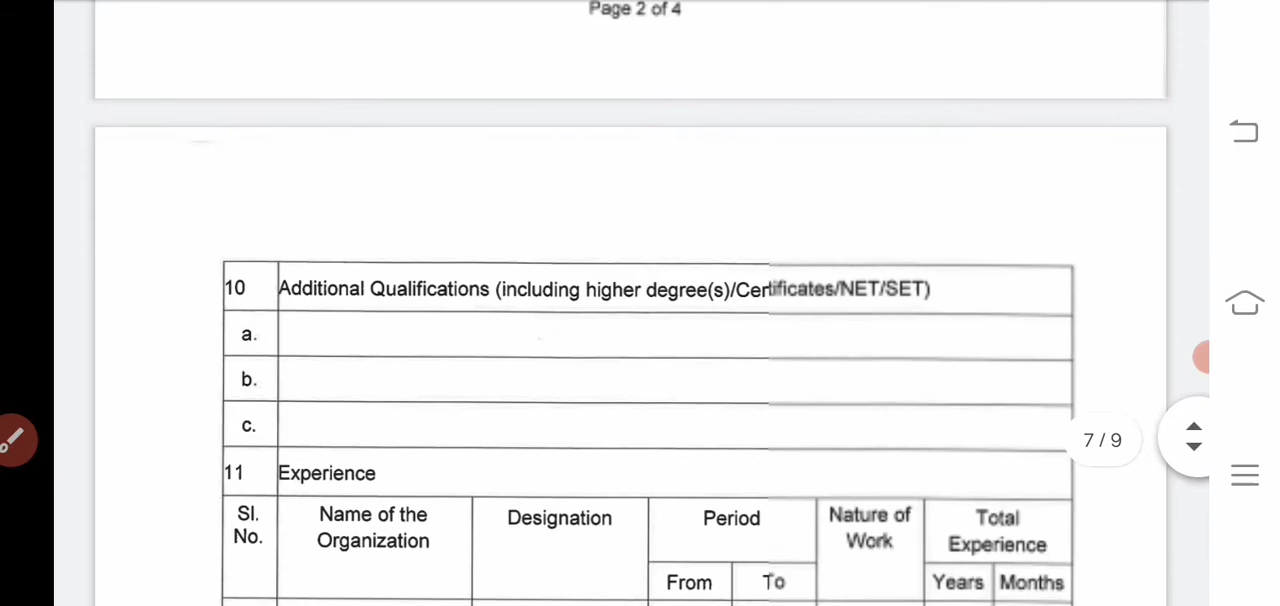 Page 2 of 4
10 Additional Qualifications (including higher degree(s)/Certificates/NET/SET)
a.
b.
c.
7 / 9
11 Experience
Sl. No. Name of the Organization Designation Period Nature of Work Total Experience
From To Years Months